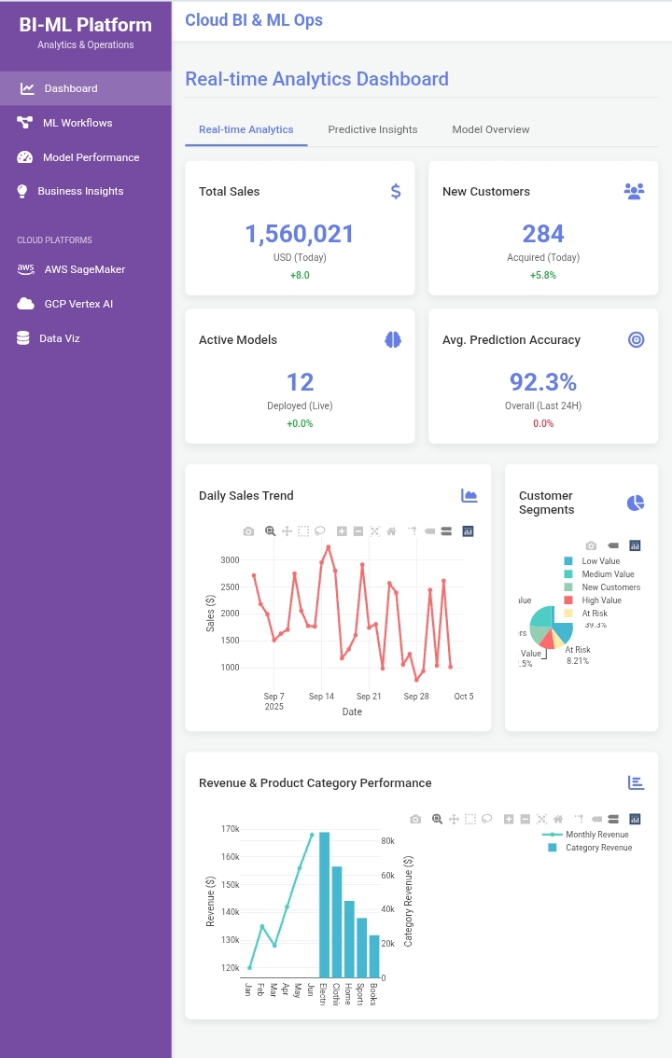 BI-ML Platform
Analytics & Operations
Dashboard
ML Workflows
Model Performance
Business Insights
CLOUD PLATFORMS
aws AWS SageMaker
GCP Vertex AI
Data Viz
Cloud BI & ML Ops
Real-time Analytics Dashboard
Real-time Analytics Predictive Insights Model Overview
Total Sales
$
1,560,021
USD (Today)
+8.0
New Customers
284
Acquired (Today)
+5.8%
Active Models
12
Deployed (Live)
+0.0%
Avg. Prediction Accuracy
92.3%
Overall (Last 24H)
0.0%
Daily Sales Trend
3000
2500
2000
1500
1000
Sales ($)
Sep 7 Sep 14 Sep 21 Sep 28 Oct 5
2025
Date
Customer
Segments
Low Value
Medium Value
New Customers
High Value
At Risk
39.3%
alue
rs
Value
.5%
At Risk
8.21%
Revenue & Product Category Performance
Monthly Revenue
Category Revenue ($)
Category Revenue
170k
160k
150k
140k
130k
120k
Revenue ($)
80k
60k
40k
20k
0
Jan Feb Mar Apr May Jun Electr Clothi Home Sports Books